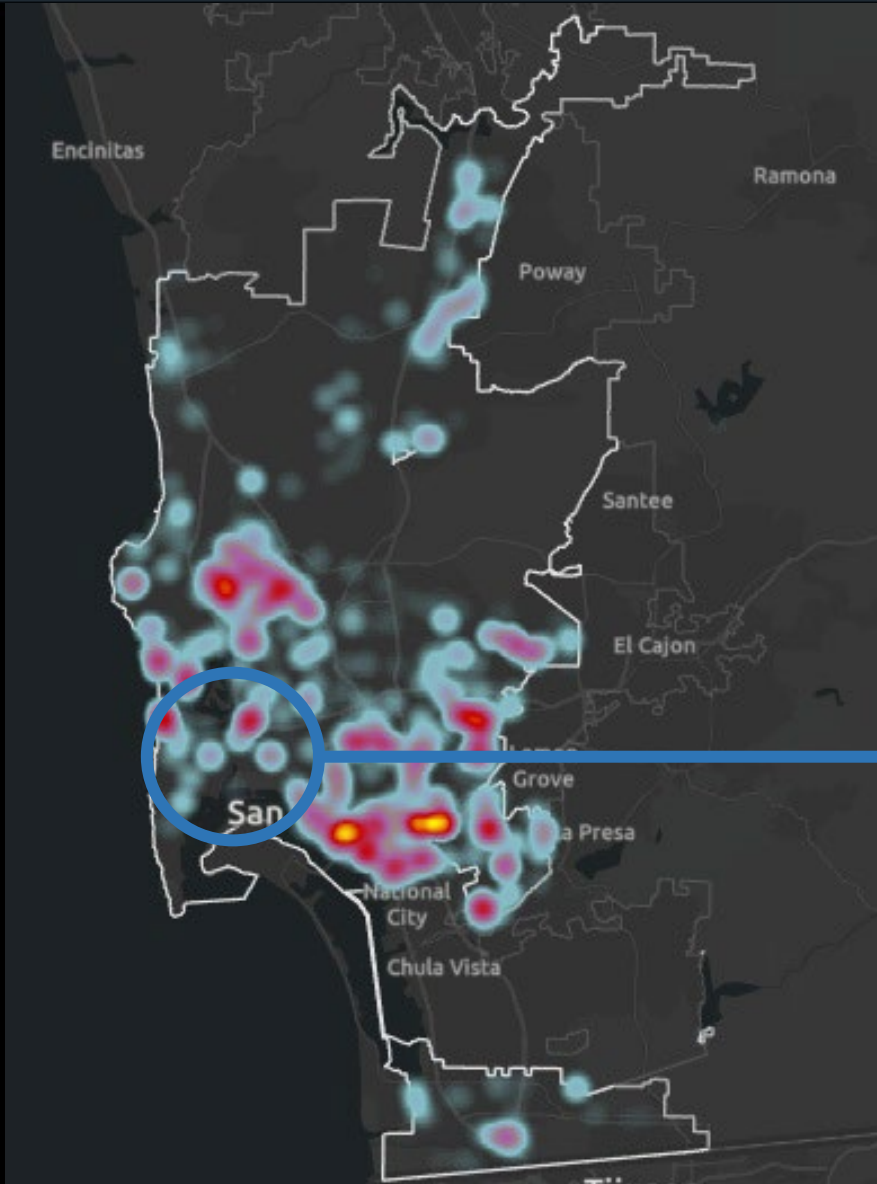 Encinitas
Ramona
Poway
Santee
El Cajon
Grove
San
a Presa
National
City
Chula Vista